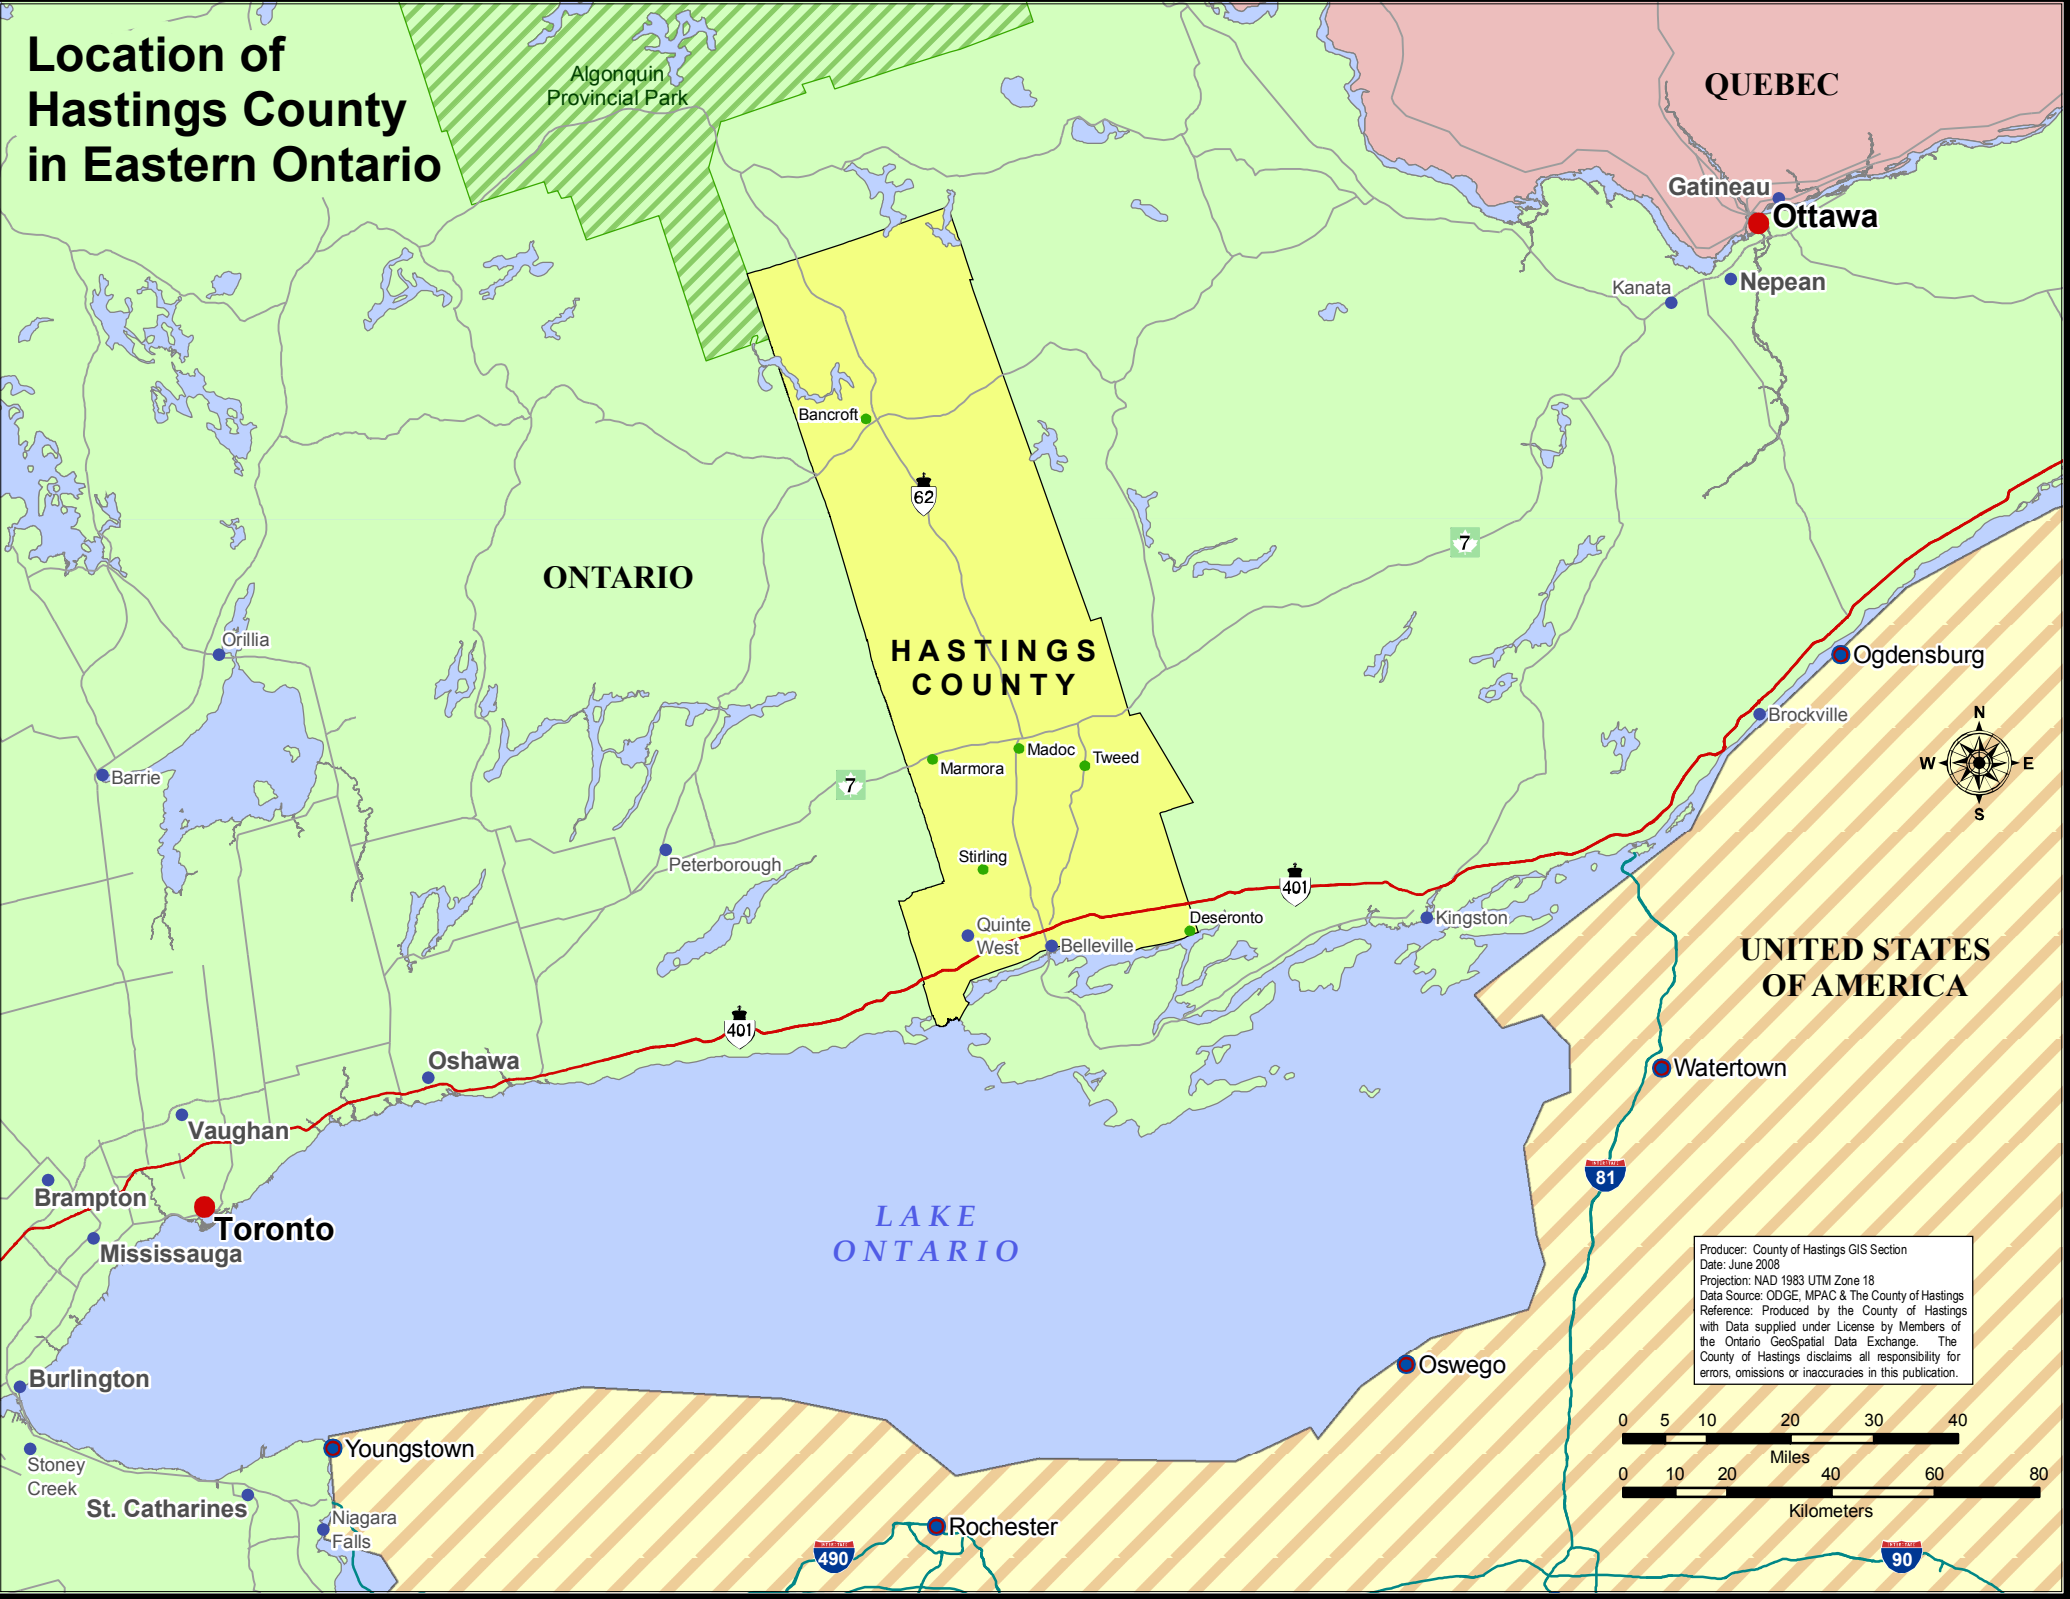 Location of
Hastings County
in Eastern Ontario
Algonquin
Provincial Park
QUEBEC
Gatineau
Ottawa
Kanata
Nepean
Bancroft
62
7
ONTARIO
Orillia
HASTINGS
COUNTY
Ogdensburg
Brockville
N
W
E
S
Barrie
Madoc
Tweed
Marmora
7
Peterborough
Stirling
401
Quinte
West
Belleville
Deseronto
Kingston
UNITED STATES
OF AMERICA
401
Oshawa
Watertown
Vaughan
INTERSTATE
81
Brampton
Toronto
Mississauga
LAKE
ONTARIO
Producer: County of Hastings GIS Section
Date: June 2008
Projection: NAD 1983 UTM Zone 18
Data Source: ODGE, MPAC & The County of Hastings
Reference: Produced by the County of Hastings
with Data supplied under License by Members of
the Ontario GeoSpatial Data Exchange. The
County of Hastings disclaims all responsibility for
errors, omissions or inaccuracies in this publication.
Burlington
Oswego
0 5 10 20 30 40
Miles
0 10 20 40 60 80
Kilometers
Youngstown
Stoney
Creek
St. Catharines
Niagara
Falls
Rochester
INTERSTATE
490
INTERSTATE
90